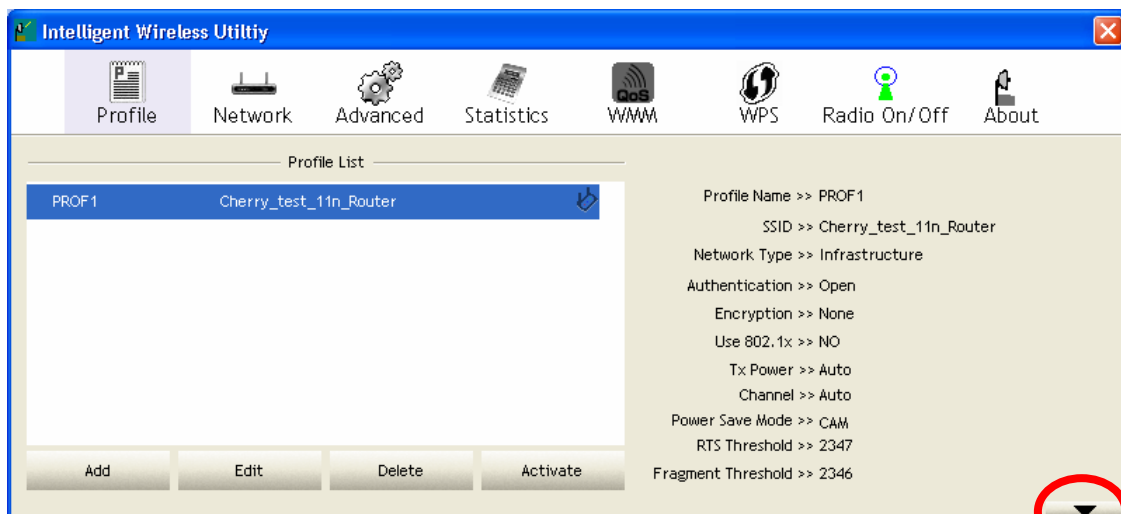 Intelligent Wireless Utiltiy
Profile Network Advanced Statistics WMM WPS Radio On/Off About
P
QoS
Profile List
PROF1 Cherry_test_11n_Router
Add Edit Delete Activate
Profile Name >> PROF1
SSID >> Cherry_test_11n_Router
Network Type >> Infrastructure
Authentication >> Open
Encryption >> None
Use 802.1x >> NO
Tx Power >> Auto
Channel >> Auto
Power Save Mode >> CAM
RTS Threshold >> 2347
Fragment Threshold >> 2346